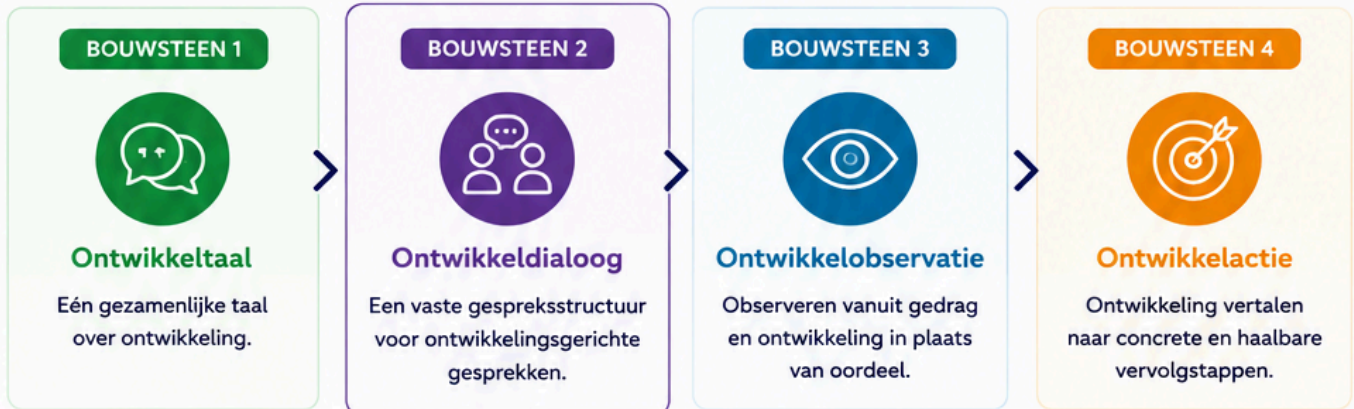 BOUWSTEEN 1
Ontwikkeltaal
Eén gezamenlijke taal
over ontwikkeling.
BOUWSTEEN 2
Ontwikkeldialoog
Een vaste gespreksstructuur
voor ontwikkelingsgerichte
gesprekken.
BOUWSTEEN 3
Ontwikkelobservatie
Observeren vanuit gedrag
en ontwikkeling in plaats
van oordeel.
BOUWSTEEN 4
Ontwikkelactie
Ontwikkeling vertalen
naar concrete en haalbare
vervolgstappen.